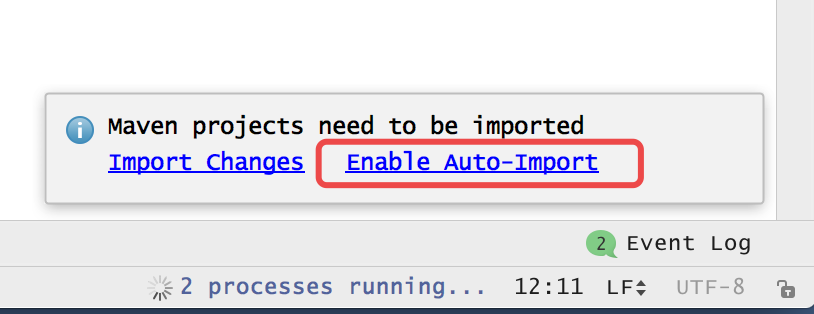 Maven projects need to be imported
Import Changes Enable Auto-Import
2 Event Log
2 processes running... 12:11 LF UTF-8